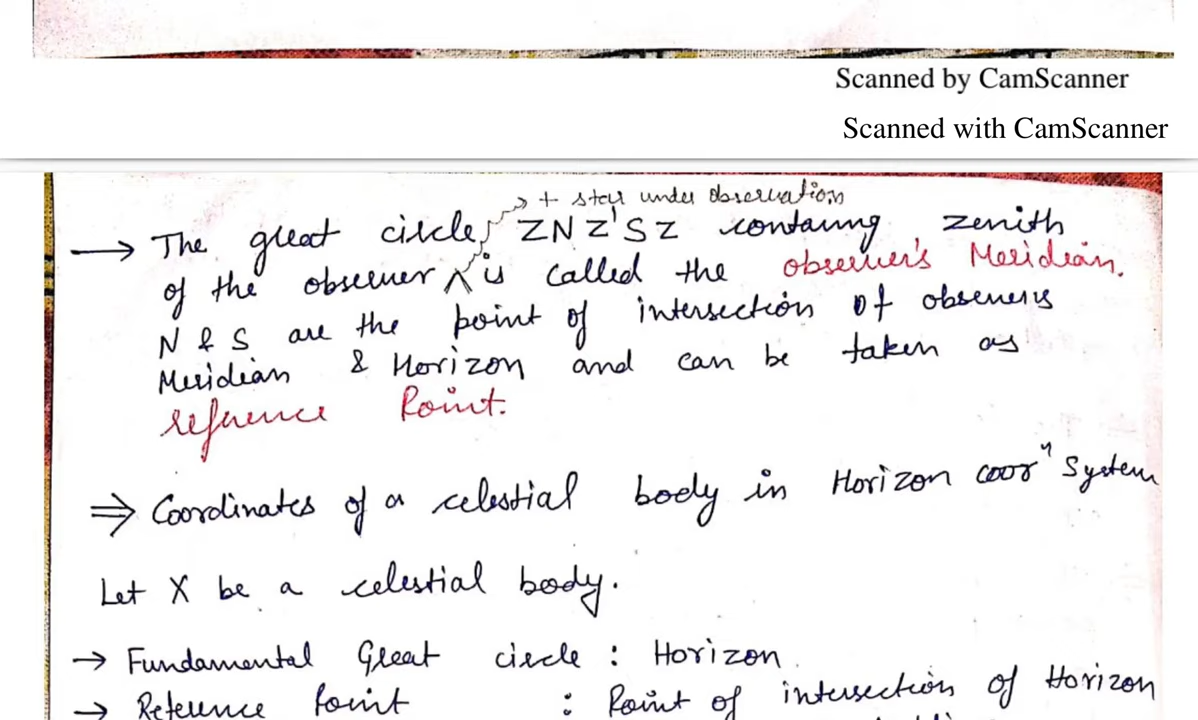 Scanned by CamScanner
Scanned with CamScanner
→ + star under observation
→ The great circle, ZNZ'SZ containng zenith
of the observer ⋏ is called the observer's Meridian.
N & S are the point of intersection of observers
Meridian & Horizon and can be taken as
reference Point.
⇒ Coordinates of a celestial body in Horizon coorⁿ System
Let X be a celestial body.
→ Fundamental Great circle : Horizon.
→ Reference Point : Point of intersection of Horizon